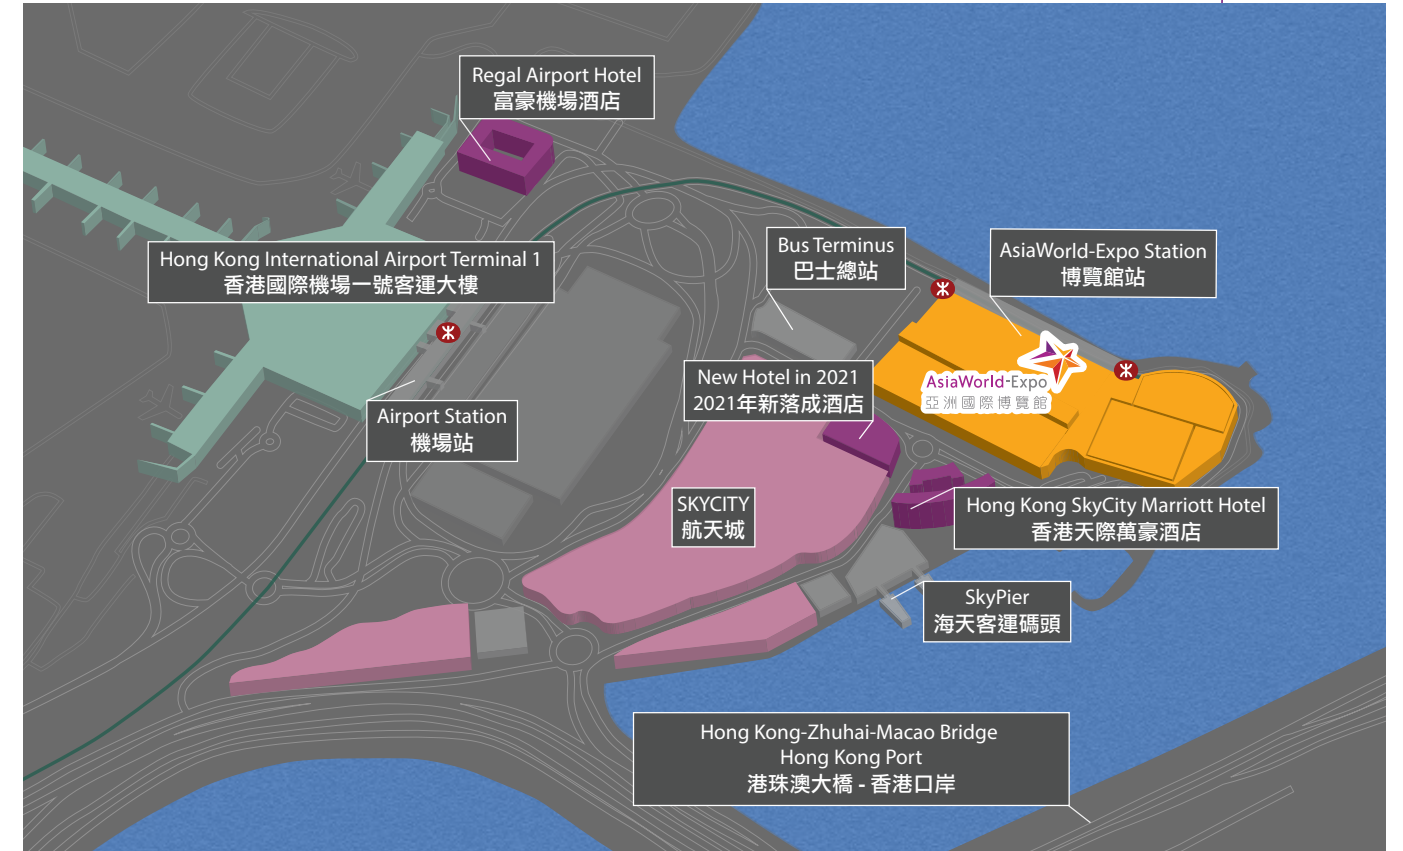 Regal Airport Hotel
富豪機場酒店
Hong Kong International Airport Terminal 1
香港國際機場一號客運大樓
Bus Terminus
巴士總站
AsiaWorld-Expo Station
博覽館站
AsiaWorld-Expo
亞洲國際博覽館
New Hotel in 2021
2021年新落成酒店
Airport Station
機場站
SKYCITY
航天城
Hong Kong SkyCity Marriott Hotel
香港天際萬豪酒店
SkyPier
海天客運碼頭
Hong Kong-Zhuhai-Macao Bridge
Hong Kong Port
港珠澳大橋 - 香港口岸